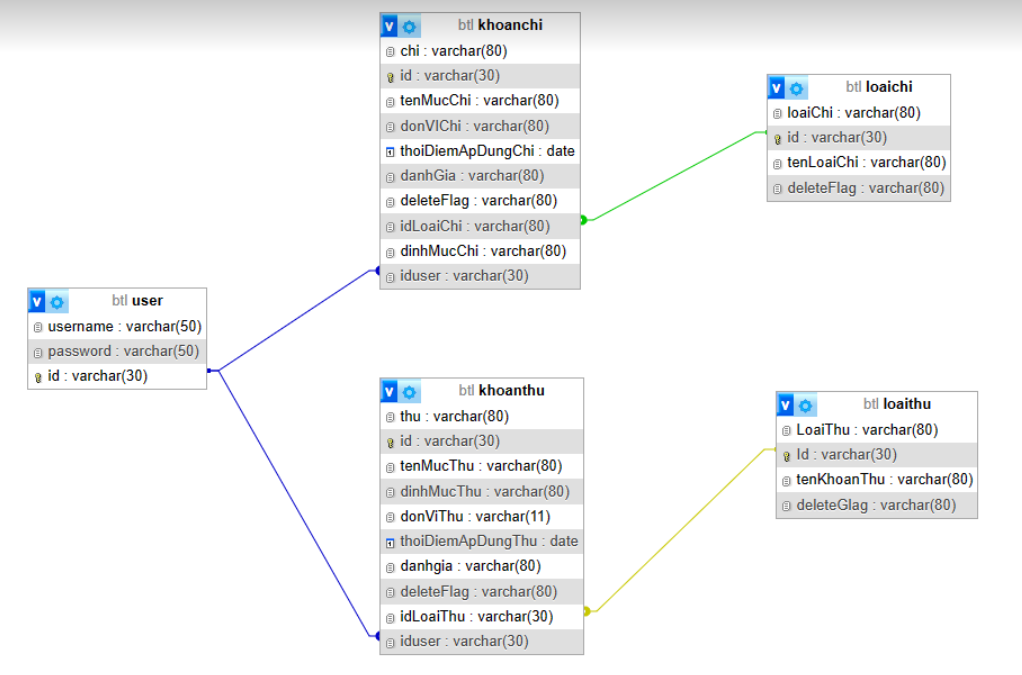 btl khoanchi
chi : varchar(80)
id : varchar(30)
tenMucChi : varchar(80)
donVIChi : varchar(80)
thoiDiemApDungChi : date
danhGia : varchar(80)
deleteFlag : varchar(80)
idLoaiChi : varchar(80)
dinhMucChi : varchar(80)
iduser : varchar(30)
btl loaichi
loaiChi : varchar(80)
id : varchar(30)
tenLoaiChi : varchar(80)
deleteFlag : varchar(80)
btl user
username : varchar(50)
password : varchar(50)
id : varchar(30)
btl khoanthu
thu : varchar(80)
id : varchar(30)
tenMucThu : varchar(80)
dinhMucThu : varchar(80)
donViThu : varchar(11)
thoiDiemApDungThu : date
danhgia : varchar(80)
deleteFlag : varchar(80)
idLoaiThu : varchar(30)
iduser : varchar(30)
btl loaithu
LoaiThu : varchar(80)
Id : varchar(30)
tenKhoanThu : varchar(80)
deleteGlag : varchar(80)